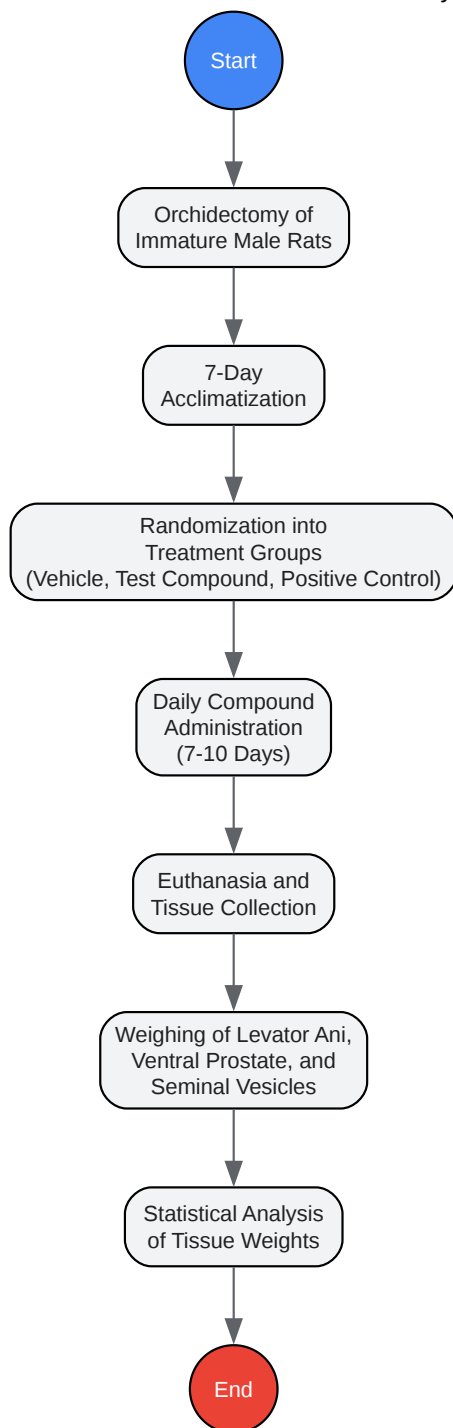 Start
Orchidectomy of
Immature Male Rats
7-Day
Acclimatization
Randomization into
Treatment Groups
(Vehicle, Test Compound, Positive Control)
Daily Compound
Administration
(7-10 Days)
Euthanasia and
Tissue Collection
Weighing of Levator Ani,
Ventral Prostate, and
Seminal Vesicles
Statistical Analysis
of Tissue Weights
End